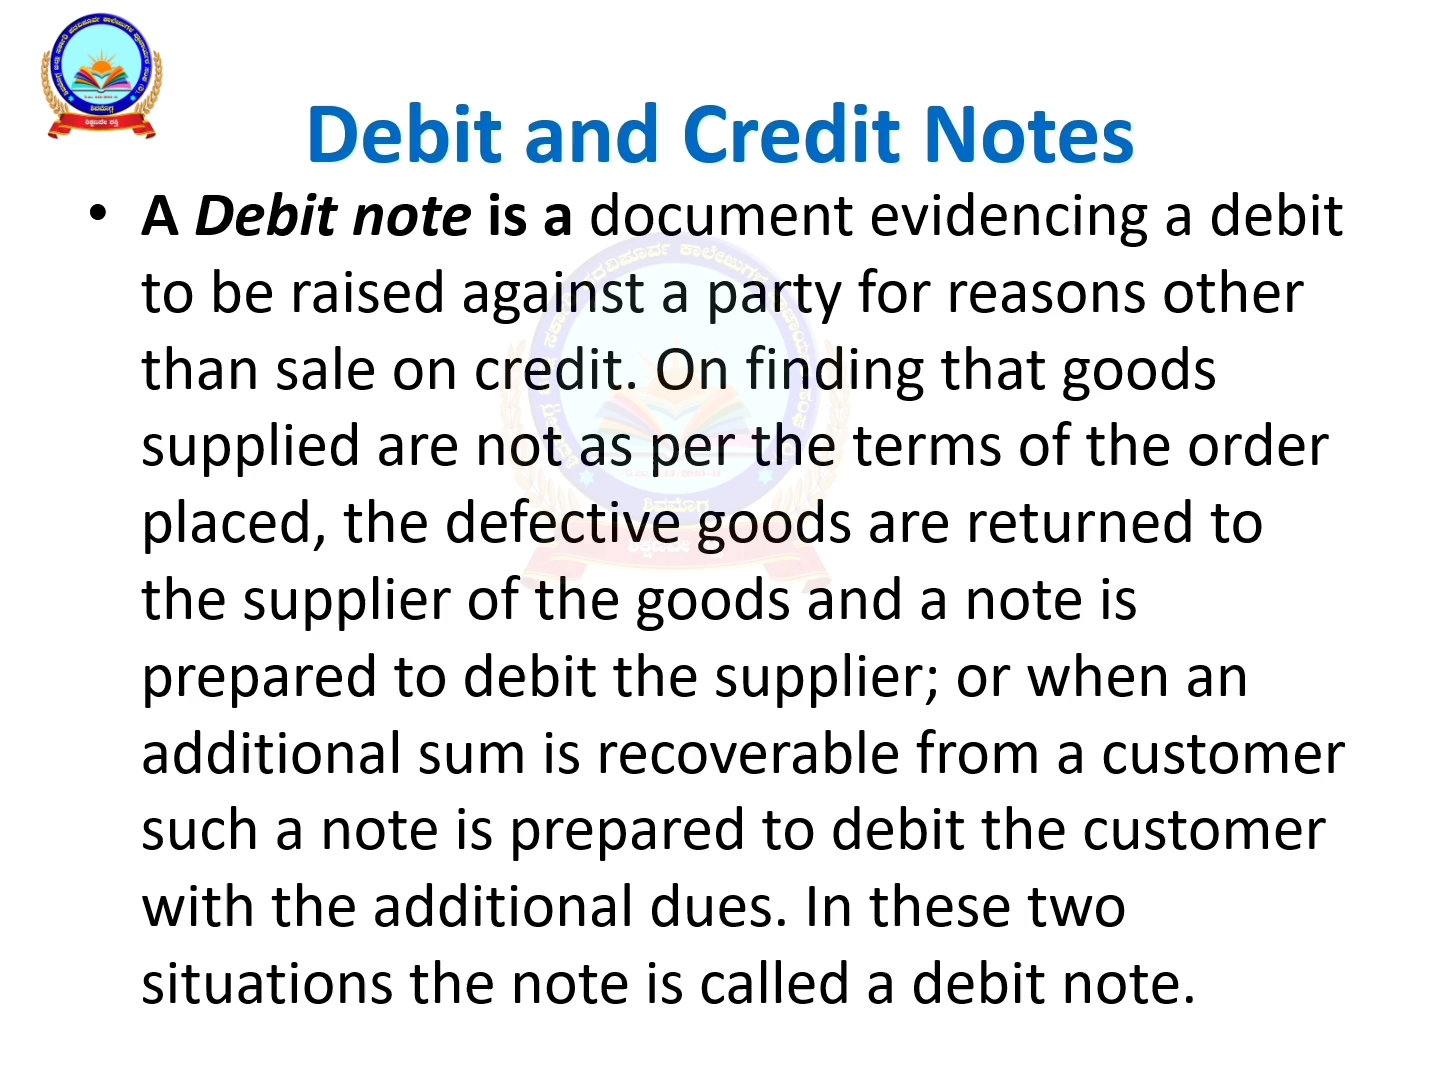 Debit and Credit Notes
• A Debit note is a document evidencing a debit
to be raised against a party for reasons other
than sale on credit. On finding that goods
supplied are not as per the terms of the order
placed, the defective goods are returned to
the supplier of the goods and a note is
prepared to debit the supplier; or when an
additional sum is recoverable from a customer
such a note is prepared to debit the customer
with the additional dues. In these two
situations the note is called a debit note.
ಶಿವಮೊಗ್ಗ